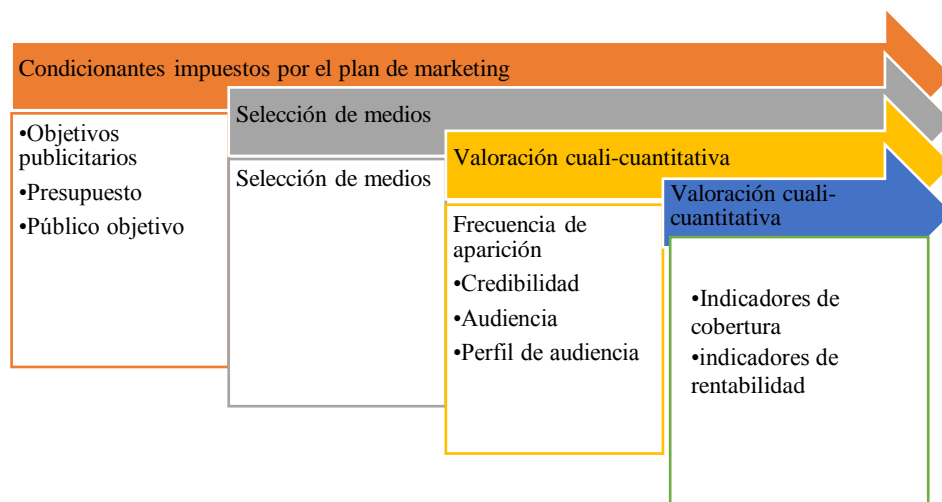 Condicionantes impuestos por el plan de marketing
•Objetivos
publicitarios
•Presupuesto
•Público objetivo
Selección de medios
Selección de medios
Valoración cuali-cuantitativa
Frecuencia de
aparición
•Credibilidad
•Audiencia
•Perfil de audiencia
Valoración cuali-
cuantitativa
•Indicadores de
cobertura
•indicadores de
rentabilidad